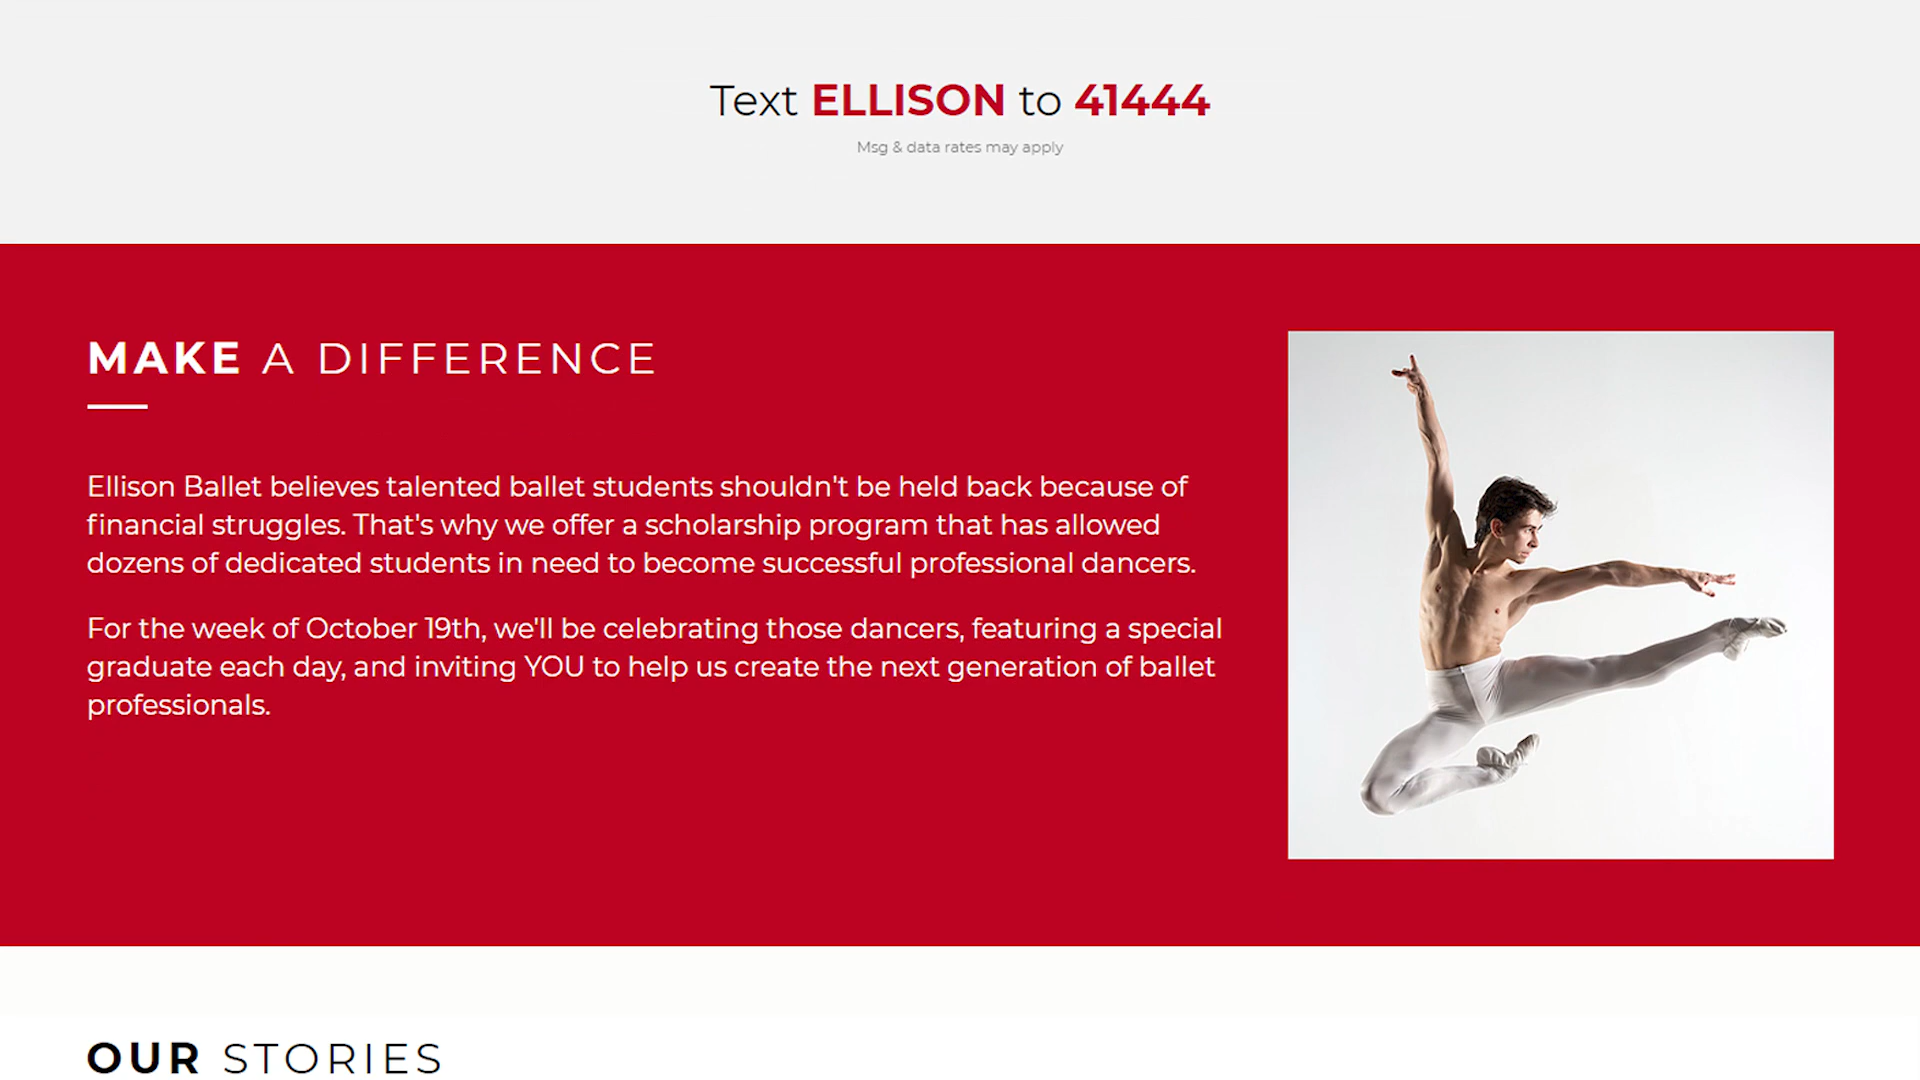 Text ELLISON to 41444
Msg & data rates may apply
MAKE A DIFFERENCE
Ellison Ballet believes talented ballet students shouldn't be held back because of
financial struggles. That's why we offer a scholarship program that has allowed
dozens of dedicated students in need to become successful professional dancers.
For the week of October 19th, we'll be celebrating those dancers, featuring a special
graduate each day, and inviting YOU to help us create the next generation of ballet
professionals.
OUR STORIES